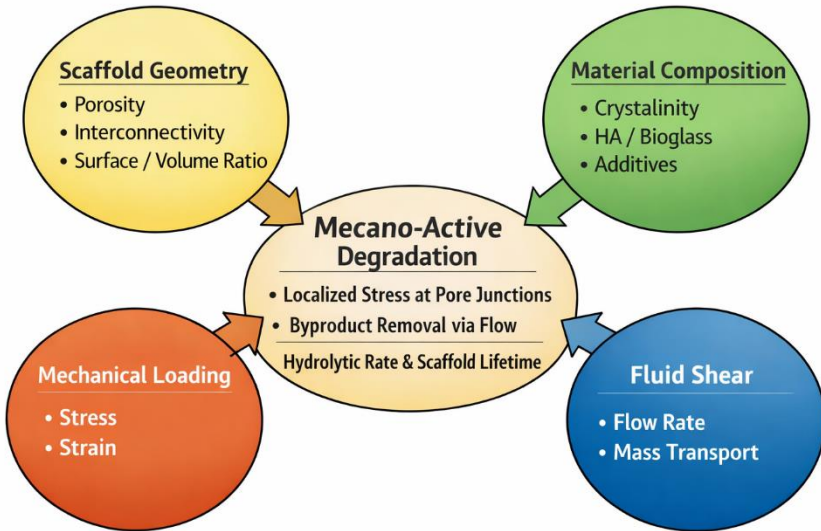 Scaffold Geometry
• Porosity
• Interconnectivity
• Surface / Volume Ratio
Material Composition
• Crystalinity
• HA / Bioglass
• Additives
Mecano-Active
Degradation
• Localized Stress at Pore Junctions
• Byproduct Removal via Flow
Hydrolytic Rate & Scaffold Lifetime
Mechanical Loading
• Stress
• Strain
Fluid Shear
• Flow Rate
• Mass Transport